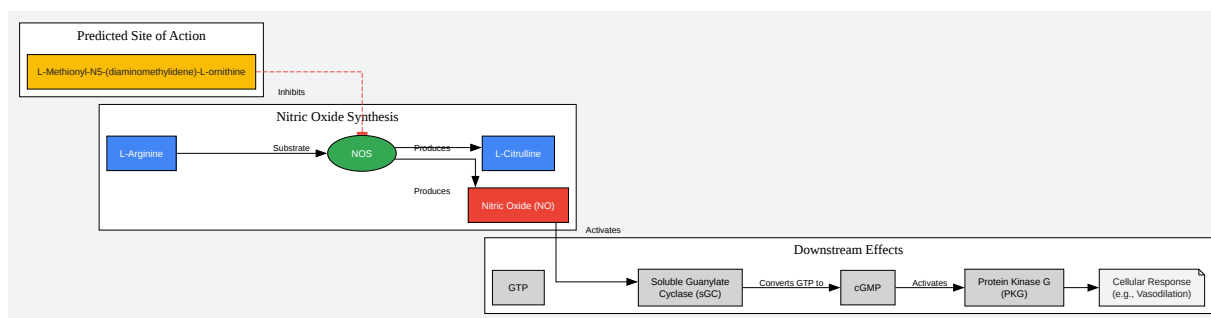 Predicted Site of Action
L-Methionyl-N5-(diaminomethylidene)-L-ornithine
Inhibits
Nitric Oxide Synthesis
L-Arginine
Substrate
NOS
Produces
L-Citrulline
Produces
Nitric Oxide (NO)
Activates
Downstream Effects
GTP
Soluble Guanylate
Cyclase (sGC)
Converts GTP to
cGMP
Activates
Protein Kinase G
(PKG)
Cellular Response
(e.g., Vasodilation)